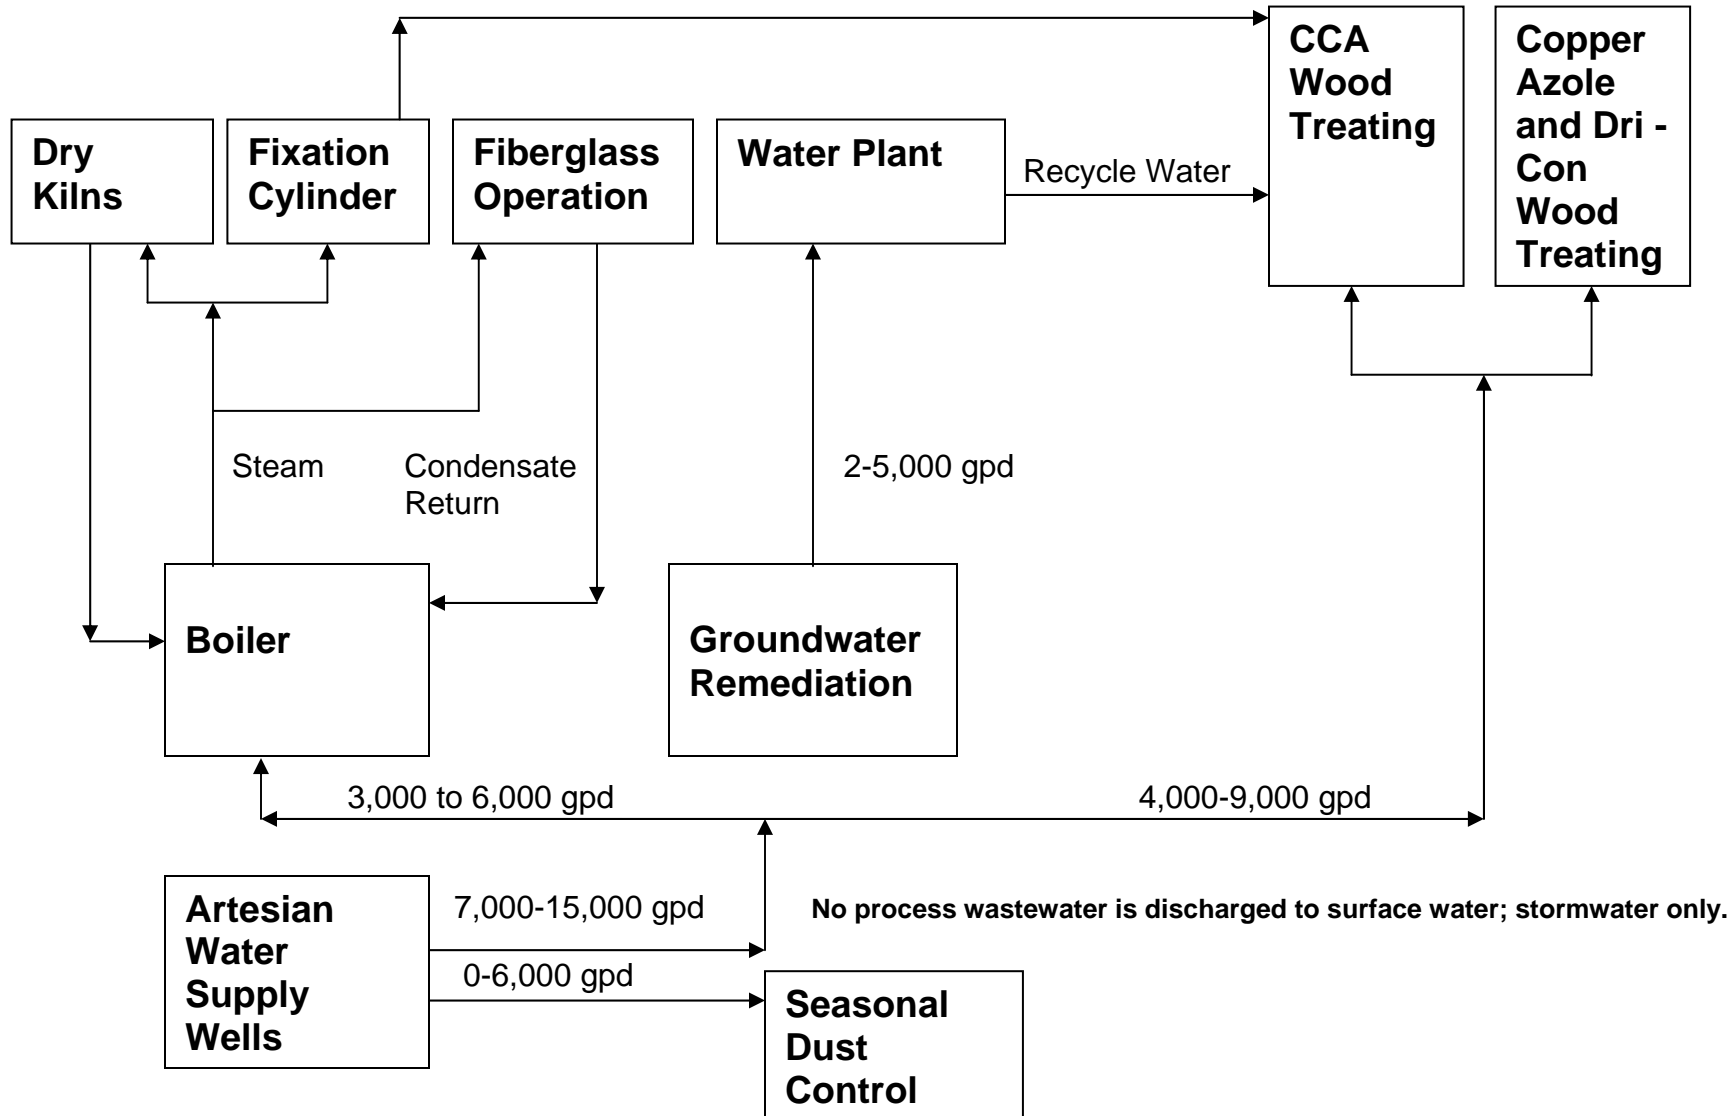 CCA
Wood
Treating
Copper
Azole
and Dri -
Con
Wood
Treating
Dry
Kilns
Fixation
Cylinder
Fiberglass
Operation
Water Plant
Recycle Water
Steam
Condensate
Return
2-5,000 gpd
Boiler
Groundwater
Remediation
3,000 to 6,000 gpd
4,000-9,000 gpd
Artesian
Water
Supply
Wells
7,000-15,000 gpd
No process wastewater is discharged to surface water; stormwater only.
0-6,000 gpd
Seasonal
Dust
Control